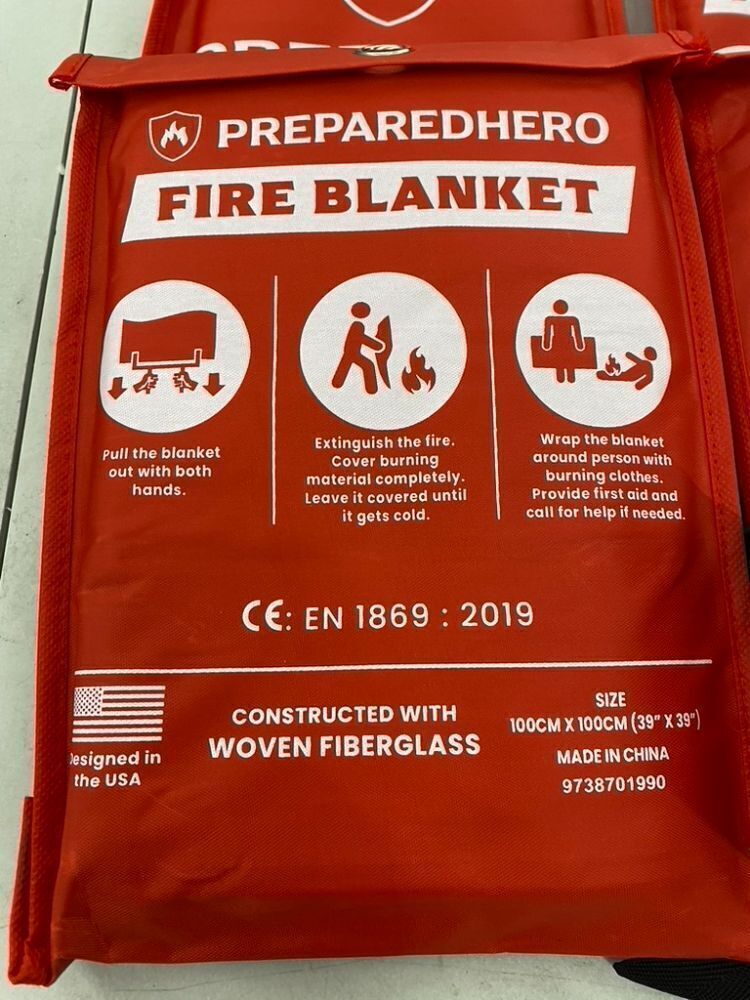 PREPAREDHERO
FIRE BLANKET
Pull the blanket
out with both
hands.
Extinguish the fire.
Cover burning
material completely.
Leave it covered until
it gets cold.
Wrap the blanket
around person with
burning clothes.
Provide first aid and
call for help if needed.
CE: EN 1869 : 2019
Designed in
the USA
CONSTRUCTED WITH
WOVEN FIBERGLASS
SIZE
100CM X 100CM (39" X 39")
MADE IN CHINA
9738701990